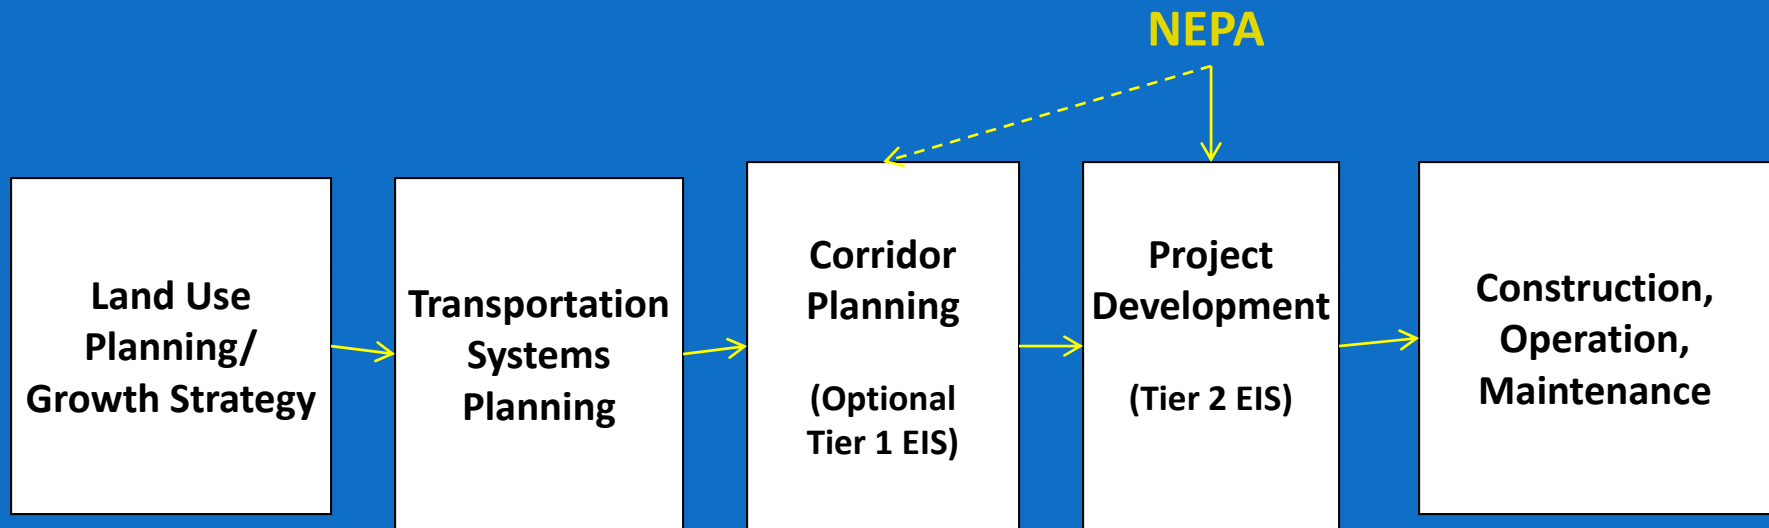 NEPA
Land Use
Planning/
Growth Strategy
Transportation
Systems
Planning
Corridor
Planning
(Optional
Tier 1 EIS)
Project
Development
(Tier 2 EIS)
Construction,
Operation,
Maintenance